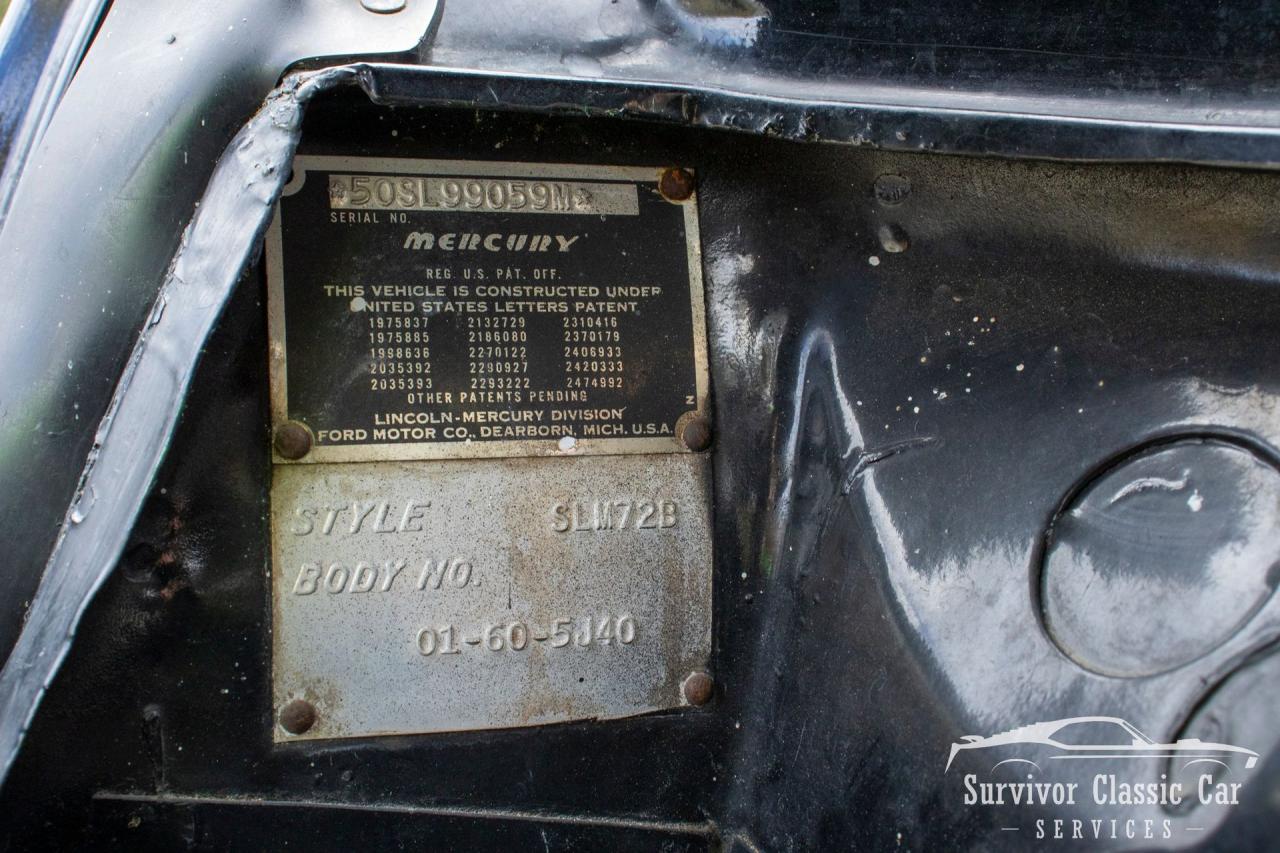 *50SL99059M*
SERIAL NO.
MERCURY
REG. U.S. PAT. OFF.
THIS VEHICLE IS CONSTRUCTED UNDER
UNITED STATES LETTERS PATENT
1975837 2132729 2310416
1975885 2186080 2370179
1998636 2270122 2406933
2035392 2290927 2420333
2035393 2293222 2474992
OTHER PATENTS PENDING
N
LINCOLN-MERCURY DIVISION
FORD MOTOR CO., DEARBORN, MICH. U.S.A.
STYLE SLM72B
BODY NO.
01-60-5J40
Survivor Classic Car
— SERVICES —